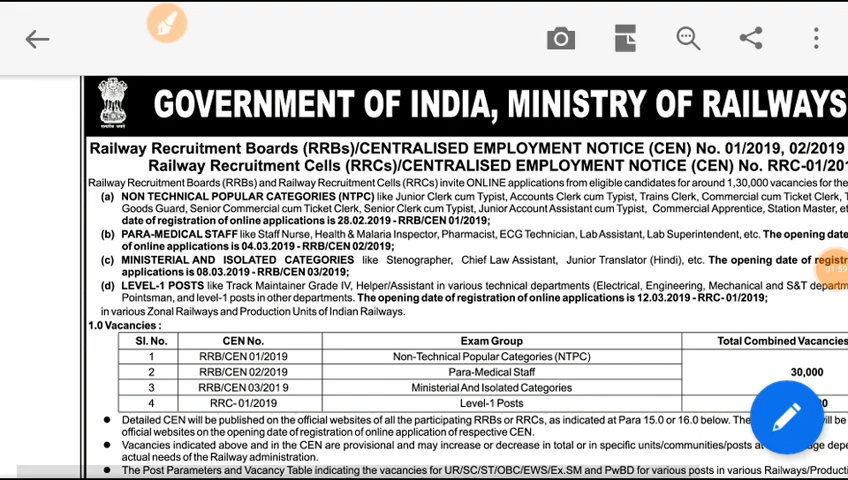 GOVERNMENT OF INDIA, MINISTRY OF RAILWAYS
Railway Recruitment Boards (RRBs)/CENTRALISED EMPLOYMENT NOTICE (CEN) No. 01/2019, 02/2019
Railway Recruitment Cells (RRCs)/CENTRALISED EMPLOYMENT NOTICE (CEN) No. RRC-01/201
Railway Recruitment Boards (RRBs) and Railway Recruitment Cells (RRCs) invite ONLINE applications from eligible candidates for around 1,30,000 vacancies for the
(a) NON TECHNICAL POPULAR CATEGORIES (NTPC) like Junior Clerk cum Typist, Accounts Clerk cum Typist, Trains Clerk, Commercial cum Ticket Clerk, T
Goods Guard, Senior Commercial cum Ticket Clerk, Senior Clerk cum Typist, Junior Account Assistant cum Typist, Commercial Apprentice, Station Master, et
date of registration of online applications is 28.02.2019 - RRB/CEN 01/2019;
(b) PARA-MEDICAL STAFF like Staff Nurse, Health & Malaria Inspector, Pharmacist, ECG Technician, Lab Assistant, Lab Superintendent, etc. The opening date
of online applications is 04.03.2019 - RRB/CEN 02/2019;
(c) MINISTERIAL AND ISOLATED CATEGORIES like Stenographer, Chief Law Assistant, Junior Translator (Hindi), etc. The opening date of registr
applications is 08.03.2019 - RRB/CEN 03/2019;
1:59
(d) LEVEL-1 POSTS like Track Maintainer Grade IV, Helper/Assistant in various technical departments (Electrical, Engineering, Mechanical and S&T departm
Pointsman, and level-1 posts in other departments. The opening date of registration of online applications is 12.03.2019 - RRC- 01/2019;
in various Zonal Railways and Production Units of Indian Railways.
1.0 Vacancies :
Sl. No. CEN No. Exam Group Total Combined Vacancies
1 RRB/CEN 01/2019 Non-Technical Popular Categories (NTPC)
2 RRB/CEN 02/2019 Para-Medical Staff 30,000
3 RRB/CEN 03/201 9 Ministerial And Isolated Categories
4 RRC- 01/2019 Level-1 Posts
● Detailed CEN will be published on the official websites of all the participating RRBs or RRCs, as indicated at Para 15.0 or 16.0 below. The will be
official websites on the opening date of registration of online application of respective CEN.
● Vacancies indicated above and in the CEN are provisional and may increase or decrease in total or in specific units/communities/posts depe
actual needs of the Railway administration.
● The Post Parameters and Vacancy Table indicating the vacancies for UR/SC/ST/OBC/EWS/Ex.SM and PwBD for various posts in various Railways/Producti